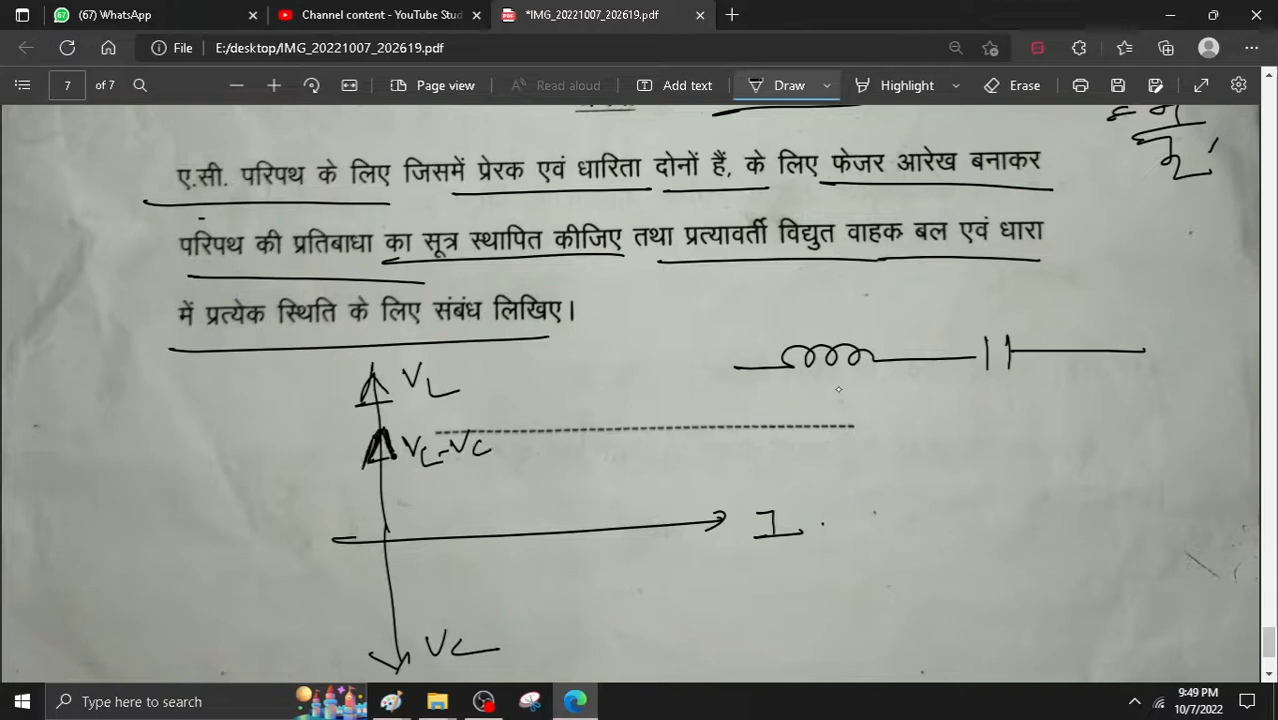 (67) WhatsApp
Channel content - YouTube Stud
*IMG_20221007_202619.pdf
File
E:/desktop/IMG_20221007_202619.pdf
7 of 7
Page view
Read aloud
Add text
Draw
Highlight
Erase
ए.सी. परिपथ के लिए जिसमें प्रेरक एवं धारिता दोनों हैं, के लिए फेजर आरेख बनाकर
परिपथ की प्रतिबाधा का सूत्र स्थापित कीजिए तथा प्रत्यावर्ती विद्युत वाहक बल एवं धारा
में प्रत्येक स्थिति के लिए संबंध लिखिए।
VL
VL-VC
I
VC
Type here to search
9:49 PM
10/7/2022